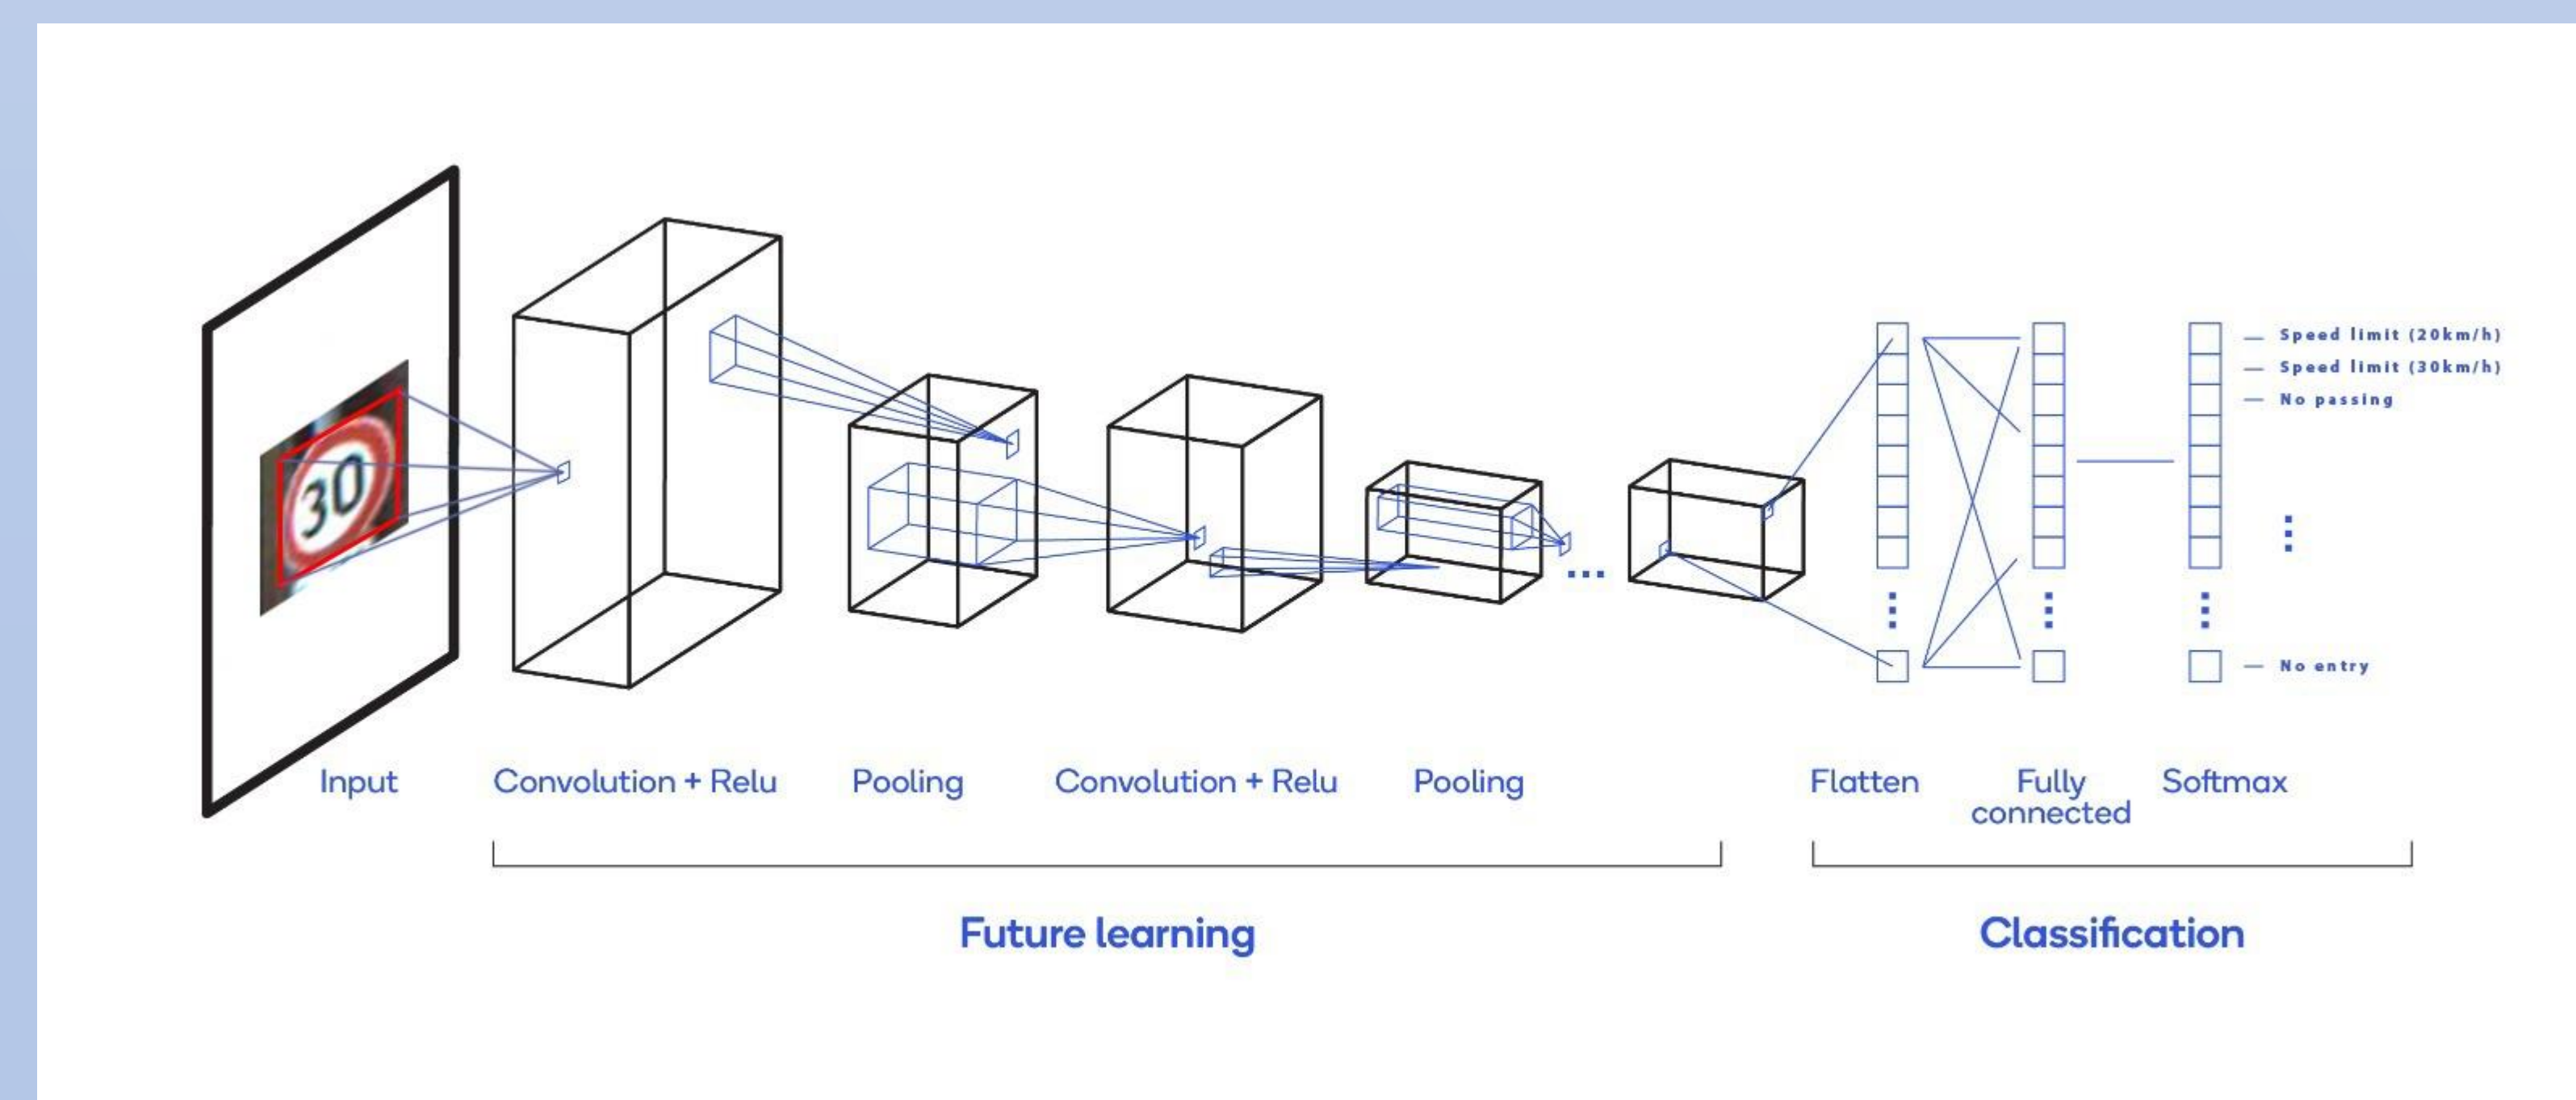 30
Speed limit (20km/h)
Speed limit (30km/h)
No passing
No entry
Input
Convolution + Relu
Pooling
Convolution + Relu
Pooling
Flatten
Fully
connected
Softmax
Future learning
Classification